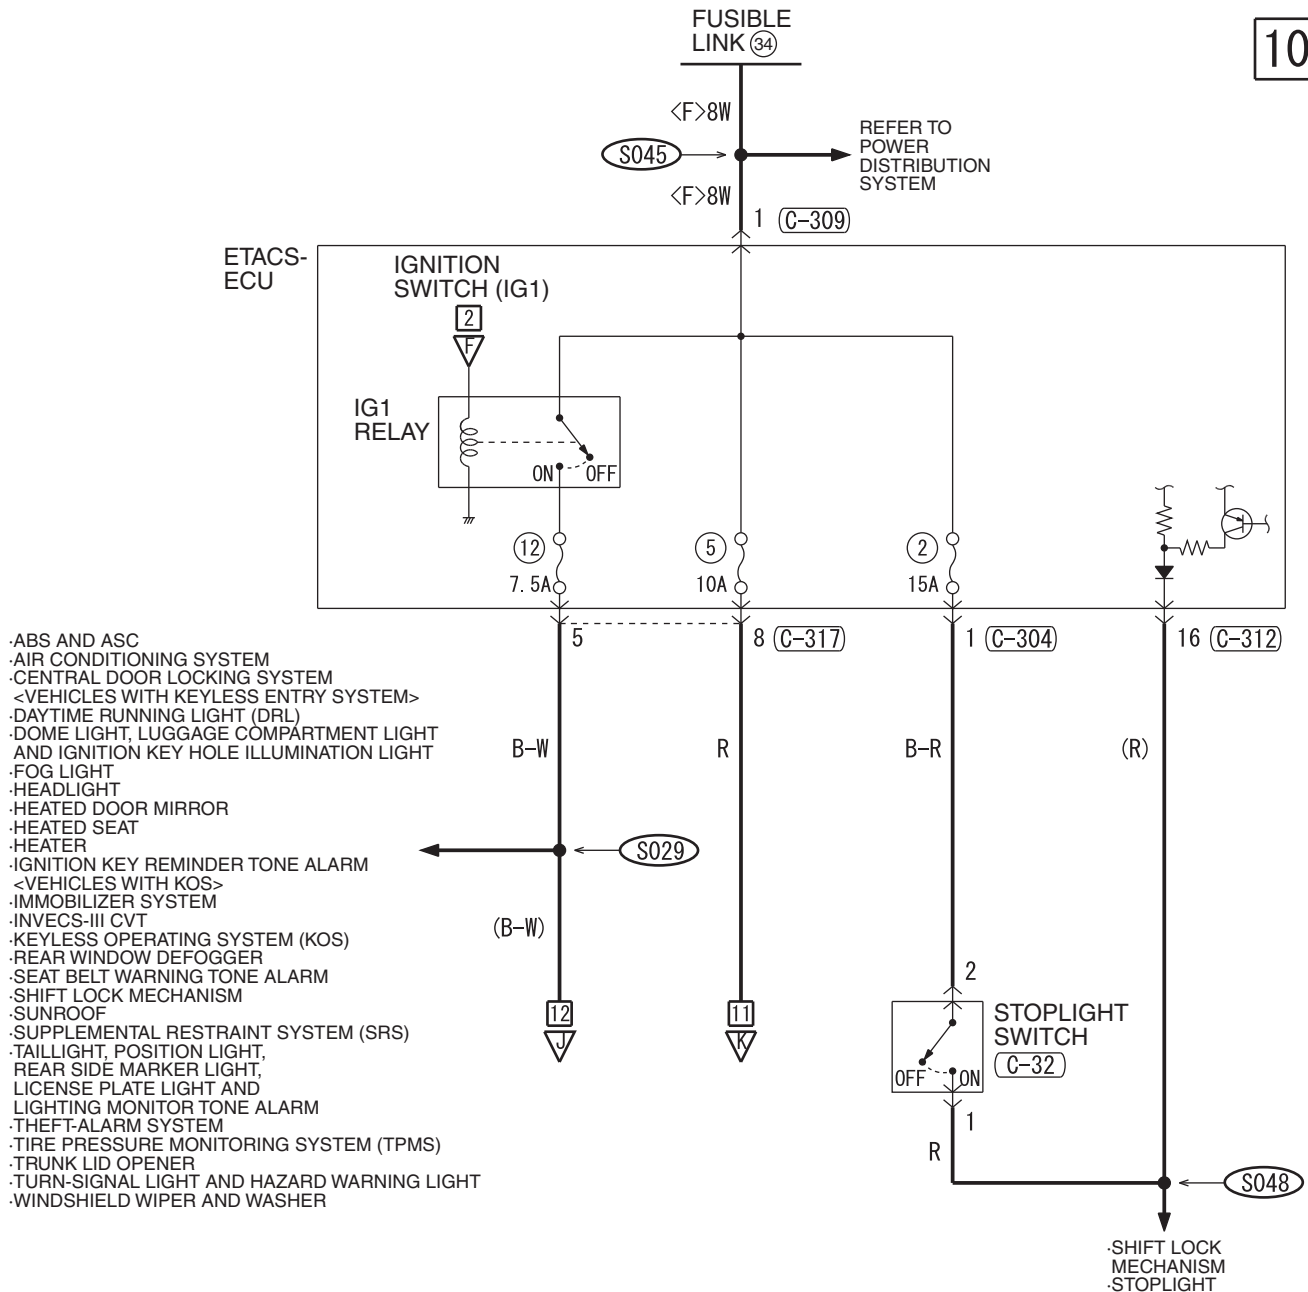 FUSIBLE
LINK 34
10
<F>8W
S045
REFER TO
POWER
DISTRIBUTION
SYSTEM
<F>8W
1 C-309
ETACS-
ECU
IGNITION
SWITCH (IG1)
2
F
IG1
RELAY
ON OFF
12
7.5A
5
10A
2
15A
5
8 C-317
1 C-304
16 C-312
·ABS AND ASC
·AIR CONDITIONING SYSTEM
·CENTRAL DOOR LOCKING SYSTEM
<VEHICLES WITH KEYLESS ENTRY SYSTEM>
·DAYTIME RUNNING LIGHT (DRL)
·DOME LIGHT, LUGGAGE COMPARTMENT LIGHT
AND IGNITION KEY HOLE ILLUMINATION LIGHT
·FOG LIGHT
·HEADLIGHT
·HEATED DOOR MIRROR
·HEATED SEAT
·HEATER
·IGNITION KEY REMINDER TONE ALARM
<VEHICLES WITH KOS>
·IMMOBILIZER SYSTEM
·INVECS-III CVT
·KEYLESS OPERATING SYSTEM (KOS)
·REAR WINDOW DEFOGGER
·SEAT BELT WARNING TONE ALARM
·SHIFT LOCK MECHANISM
·SUNROOF
·SUPPLEMENTAL RESTRAINT SYSTEM (SRS)
·TAILLIGHT, POSITION LIGHT,
REAR SIDE MARKER LIGHT,
LICENSE PLATE LIGHT AND
LIGHTING MONITOR TONE ALARM
·THEFT-ALARM SYSTEM
·TIRE PRESSURE MONITORING SYSTEM (TPMS)
·TRUNK LID OPENER
·TURN-SIGNAL LIGHT AND HAZARD WARNING LIGHT
·WINDSHIELD WIPER AND WASHER
B-W
R
B-R
(R)
S029
(B-W)
12
J
11
K
2
STOPLIGHT
SWITCH
C-32
OFF ON
1
R
S048
·SHIFT LOCK
MECHANISM
·STOPLIGHT